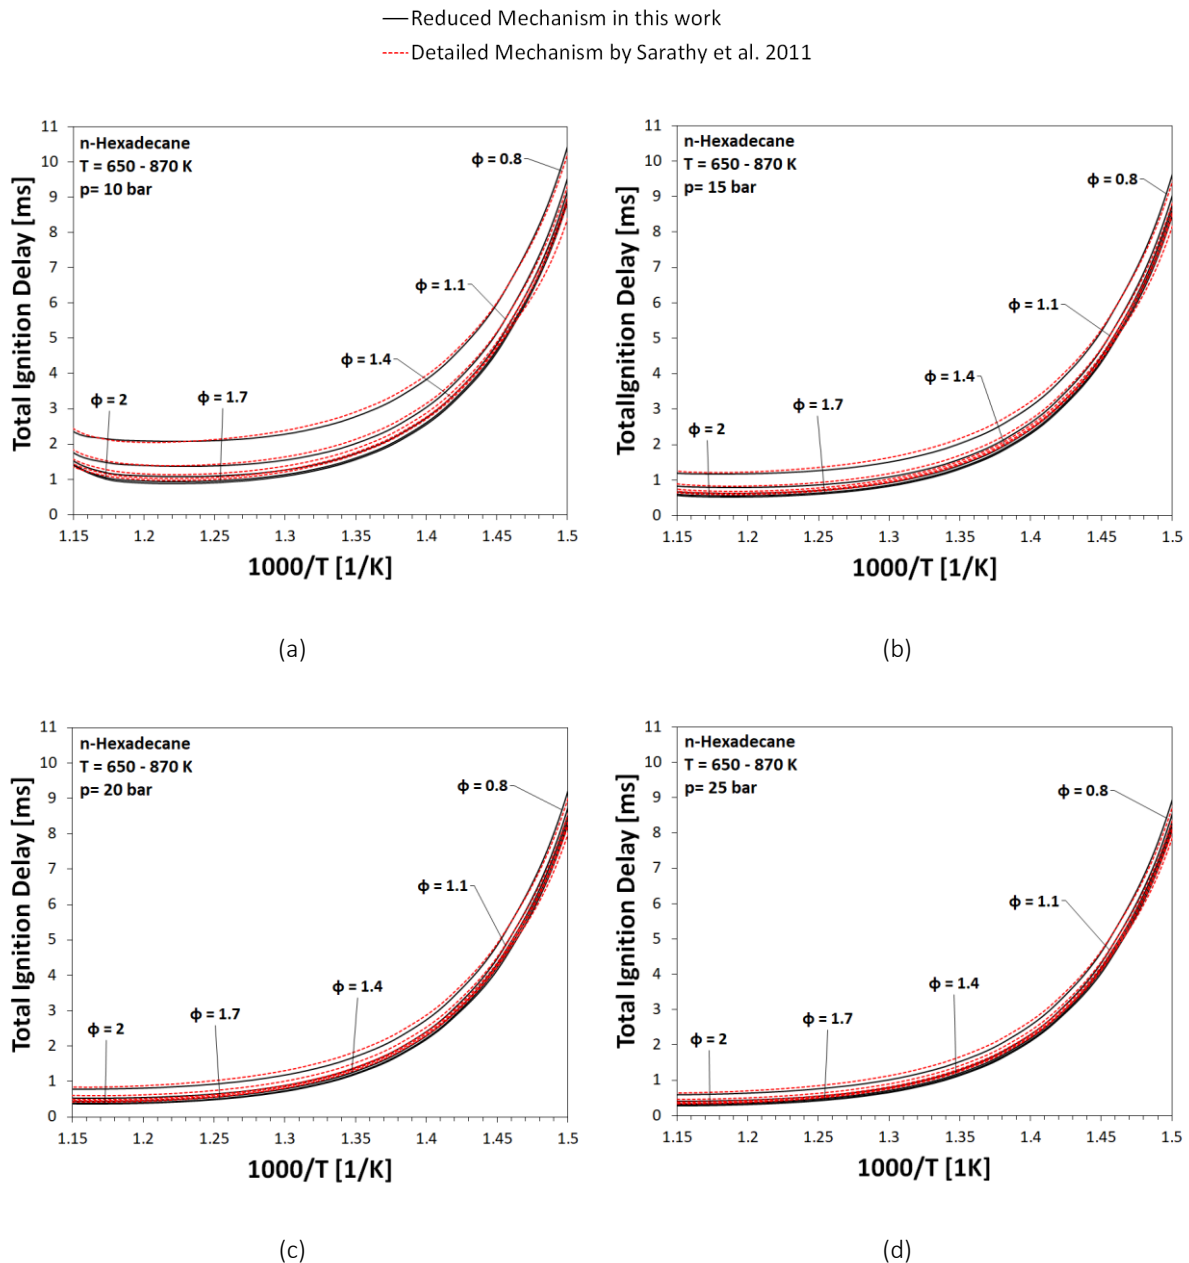 Reduced Mechanism in this work
Detailed Mechanism by Sarathy et al. 2011
Total Ignition Delay [ms]
11
10
9
8
7
6
5
4
3
2
1
0
n-Hexadecane
T = 650 - 870 K
p= 10 bar
ϕ = 0.8
ϕ = 1.1
ϕ = 1.4
ϕ = 1.7
ϕ = 2
1.15 1.2 1.25 1.3 1.35 1.4 1.45 1.5
1000/T [1/K]
(a)
TotalIgnition Delay [ms]
11
10
9
8
7
6
5
4
3
2
1
0
n-Hexadecane
T = 650 - 870 K
p= 15 bar
ϕ = 0.8
ϕ = 1.1
ϕ = 1.4
ϕ = 1.7
ϕ = 2
1.15 1.2 1.25 1.3 1.35 1.4 1.45 1.5
1000/T [1/K]
(b)
Total Ignition Delay [ms]
11
10
9
8
7
6
5
4
3
2
1
0
n-Hexadecane
T = 650 - 870 K
p= 20 bar
ϕ = 0.8
ϕ = 1.1
ϕ = 1.4
ϕ = 1.7
ϕ = 2
1.15 1.2 1.25 1.3 1.35 1.4 1.45 1.5
1000/T [1/K]
(c)
Total Ignition Delay [ms]
11
10
9
8
7
6
5
4
3
2
1
0
n-Hexadecane
T = 650 - 870 K
p= 25 bar
ϕ = 0.8
ϕ = 1.1
ϕ = 1.4
ϕ = 1.7
ϕ = 2
1.15 1.2 1.25 1.3 1.35 1.4 1.45 1.5
1000/T [1K]
(d)